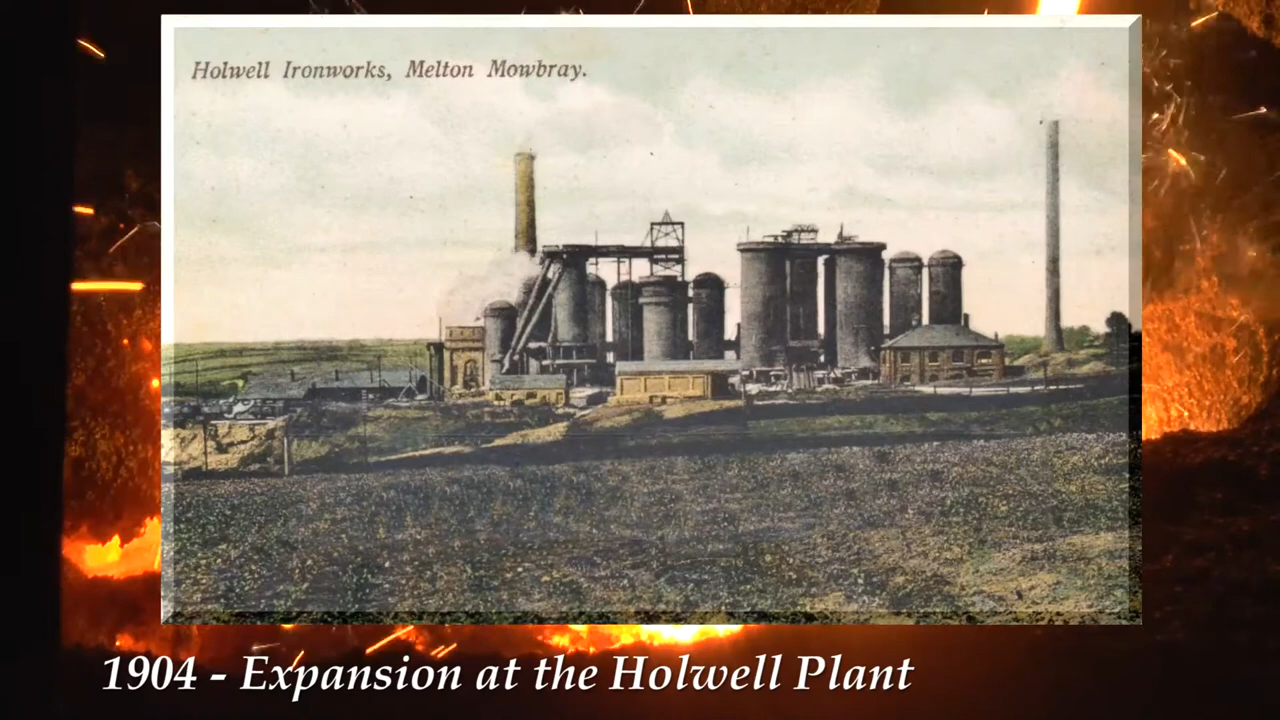 Holwell Ironworks, Melton Mowbray.
1904 - Expansion at the Holwell Plant